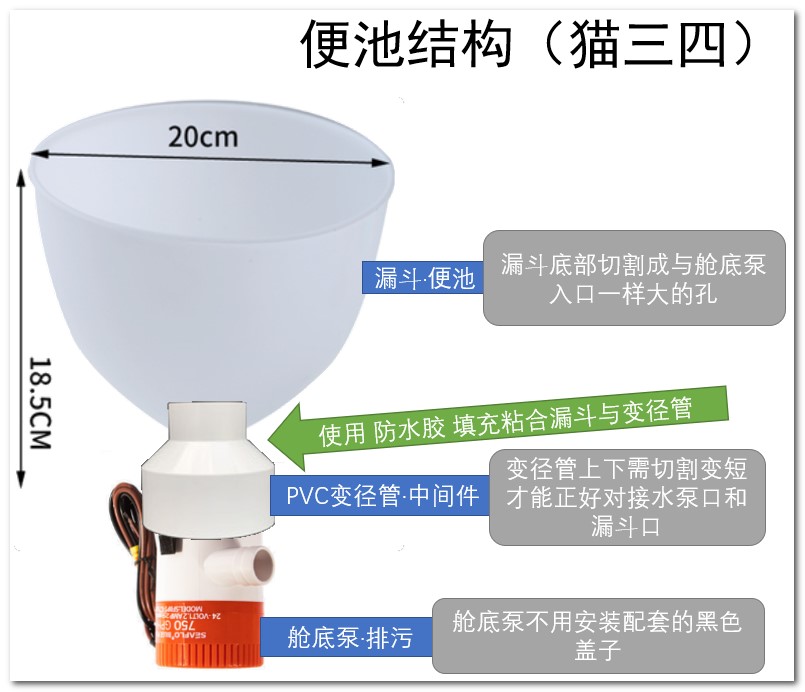 便池结构（猫三四）
20cm
18.5CM
漏斗·便池
漏斗底部切割成与舱底泵
入口一样大的孔
使用 防水胶 填充粘合漏斗与变径管
PVC变径管·中间件
变径管上下需切割变短
才能正好对接水泵口和
漏斗口
舱底泵·排污
舱底泵不用安装配套的黑色
盖子
SEAFLO
750 GP
24-VOLT